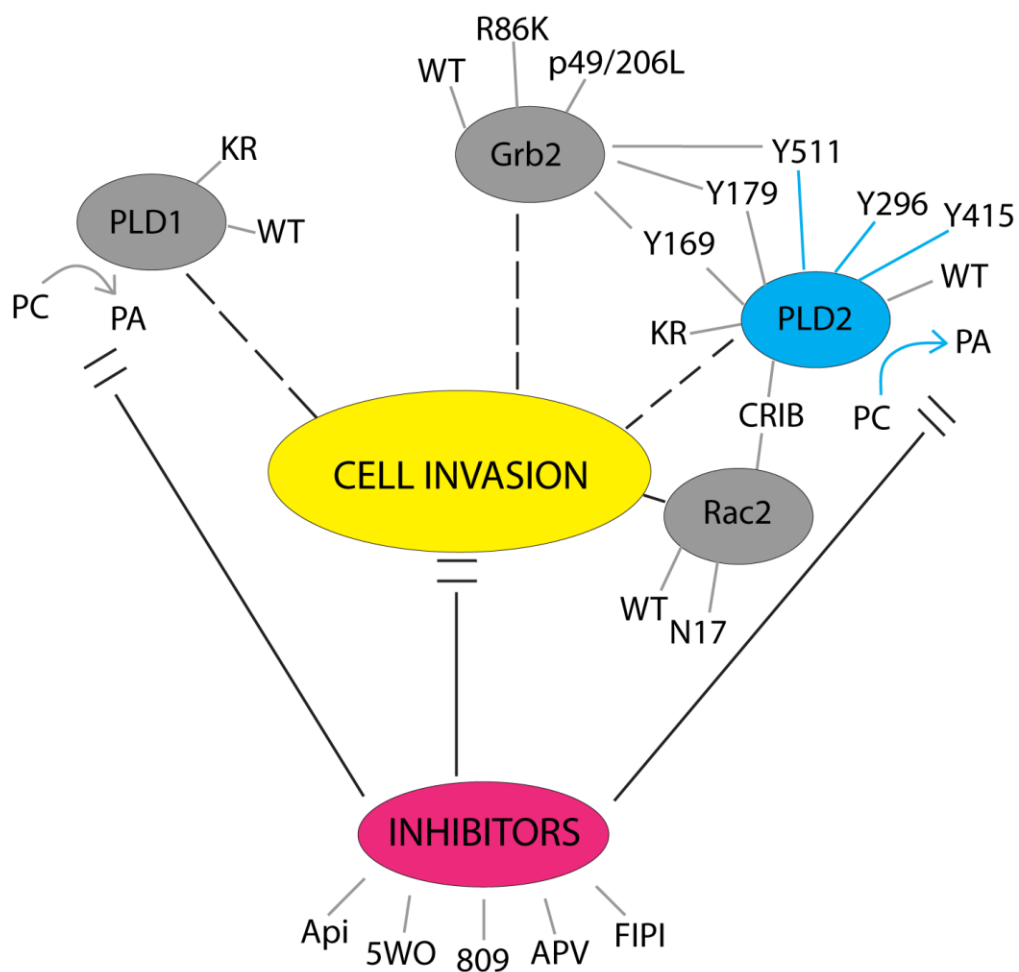 R86K
WT
p49/206L
Grb2
KR
Y511
PLD1
WT
Y179
Y296
Y415
Y169
WT
PC
PA
KR
PLD2
PA
CRIB
PC
CELL INVASION
Rac2
WT
N17
INHIBITORS
Api
5WO
809
APV
FIPI